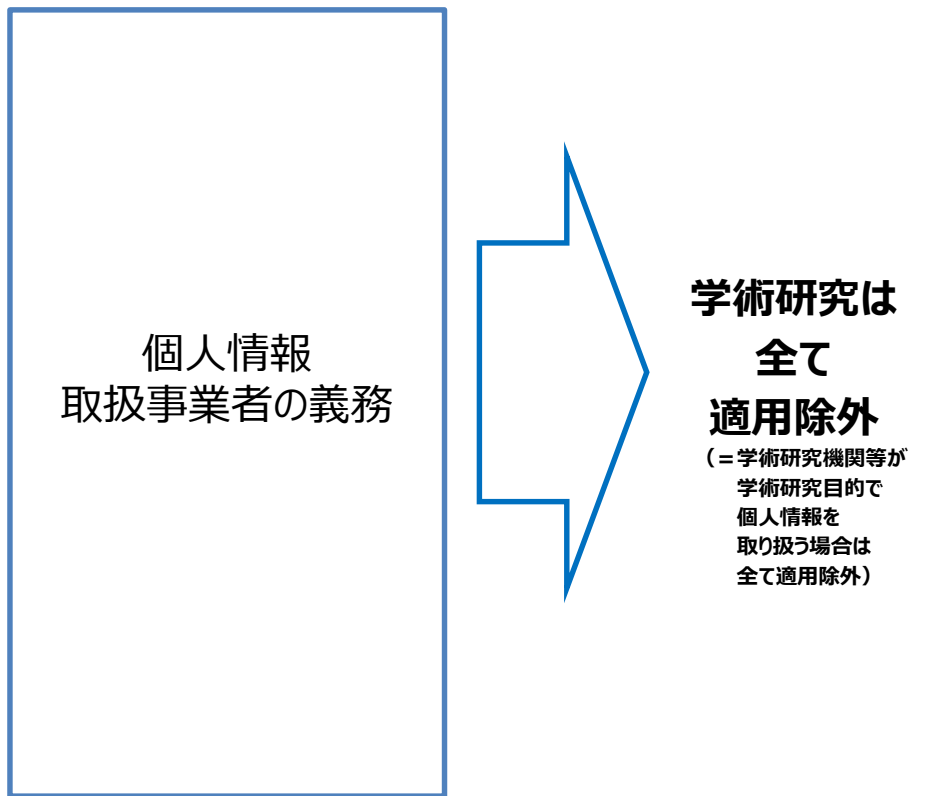 個人情報
取扱事業者の義務
学術研究は
全て
適用除外
（＝学術研究機関等が
学術研究目的で
個人情報を
取り扱う場合は
全て適用除外）